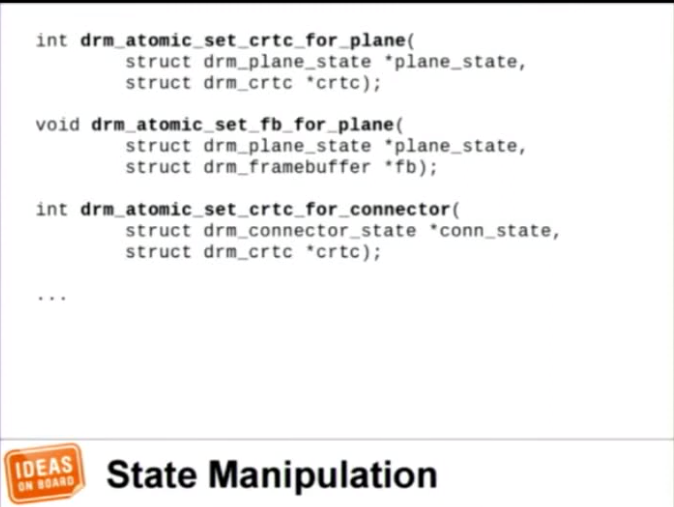 int drm_atomic_set_crtc_for_plane(
struct drm_plane_state *plane_state,
struct drm_crtc *crtc);
void drm_atomic_set_fb_for_plane(
struct drm_plane_state *plane_state,
struct drm_framebuffer *fb);
int drm_atomic_set_crtc_for_connector(
struct drm_connector_state *conn_state,
struct drm_crtc *crtc);
...
IDEAS
ON BOARD
State Manipulation